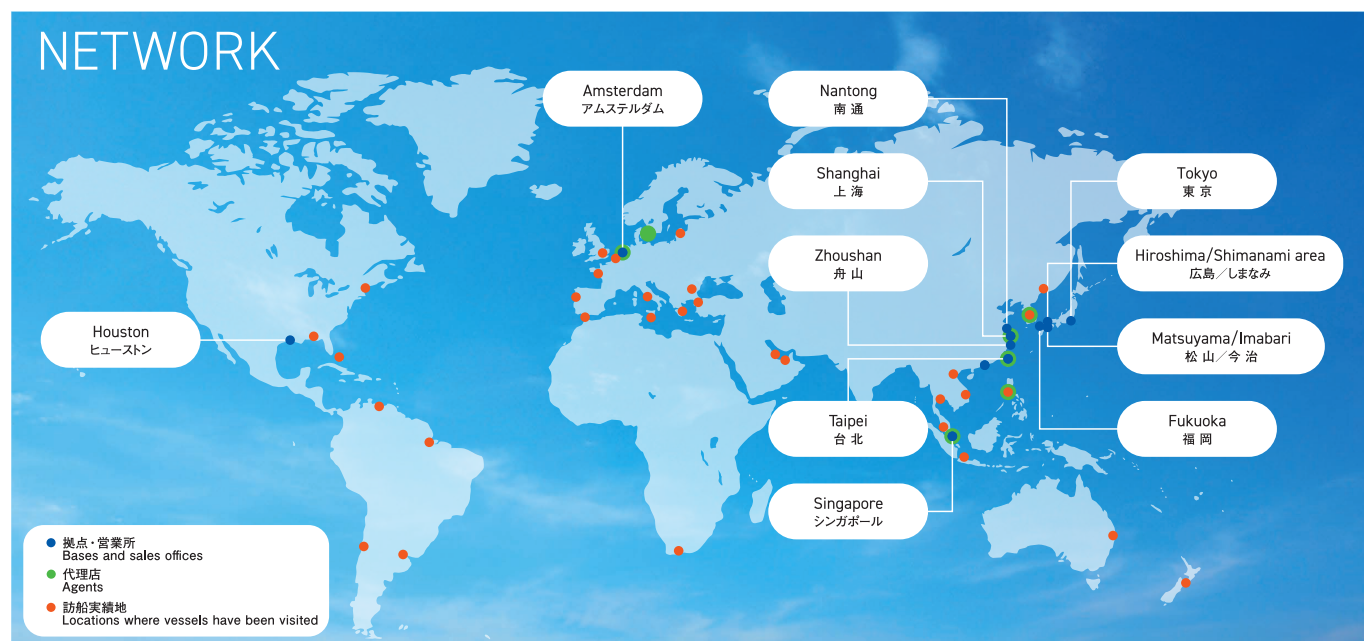 NETWORK
Amsterdam
アムステルダム
Nantong
南通
Shanghai
上海
Tokyo
東京
Zhoushan
舟山
Hiroshima/Shimanami area
広島／しまなみ
Houston
ヒューストン
Matsuyama/Imabari
松山／今治
Taipei
台北
Fukuoka
福岡
Singapore
シンガポール
拠点・営業所
Bases and sales offices
代理店
Agents
訪船実績地
Locations where vessels have been visited